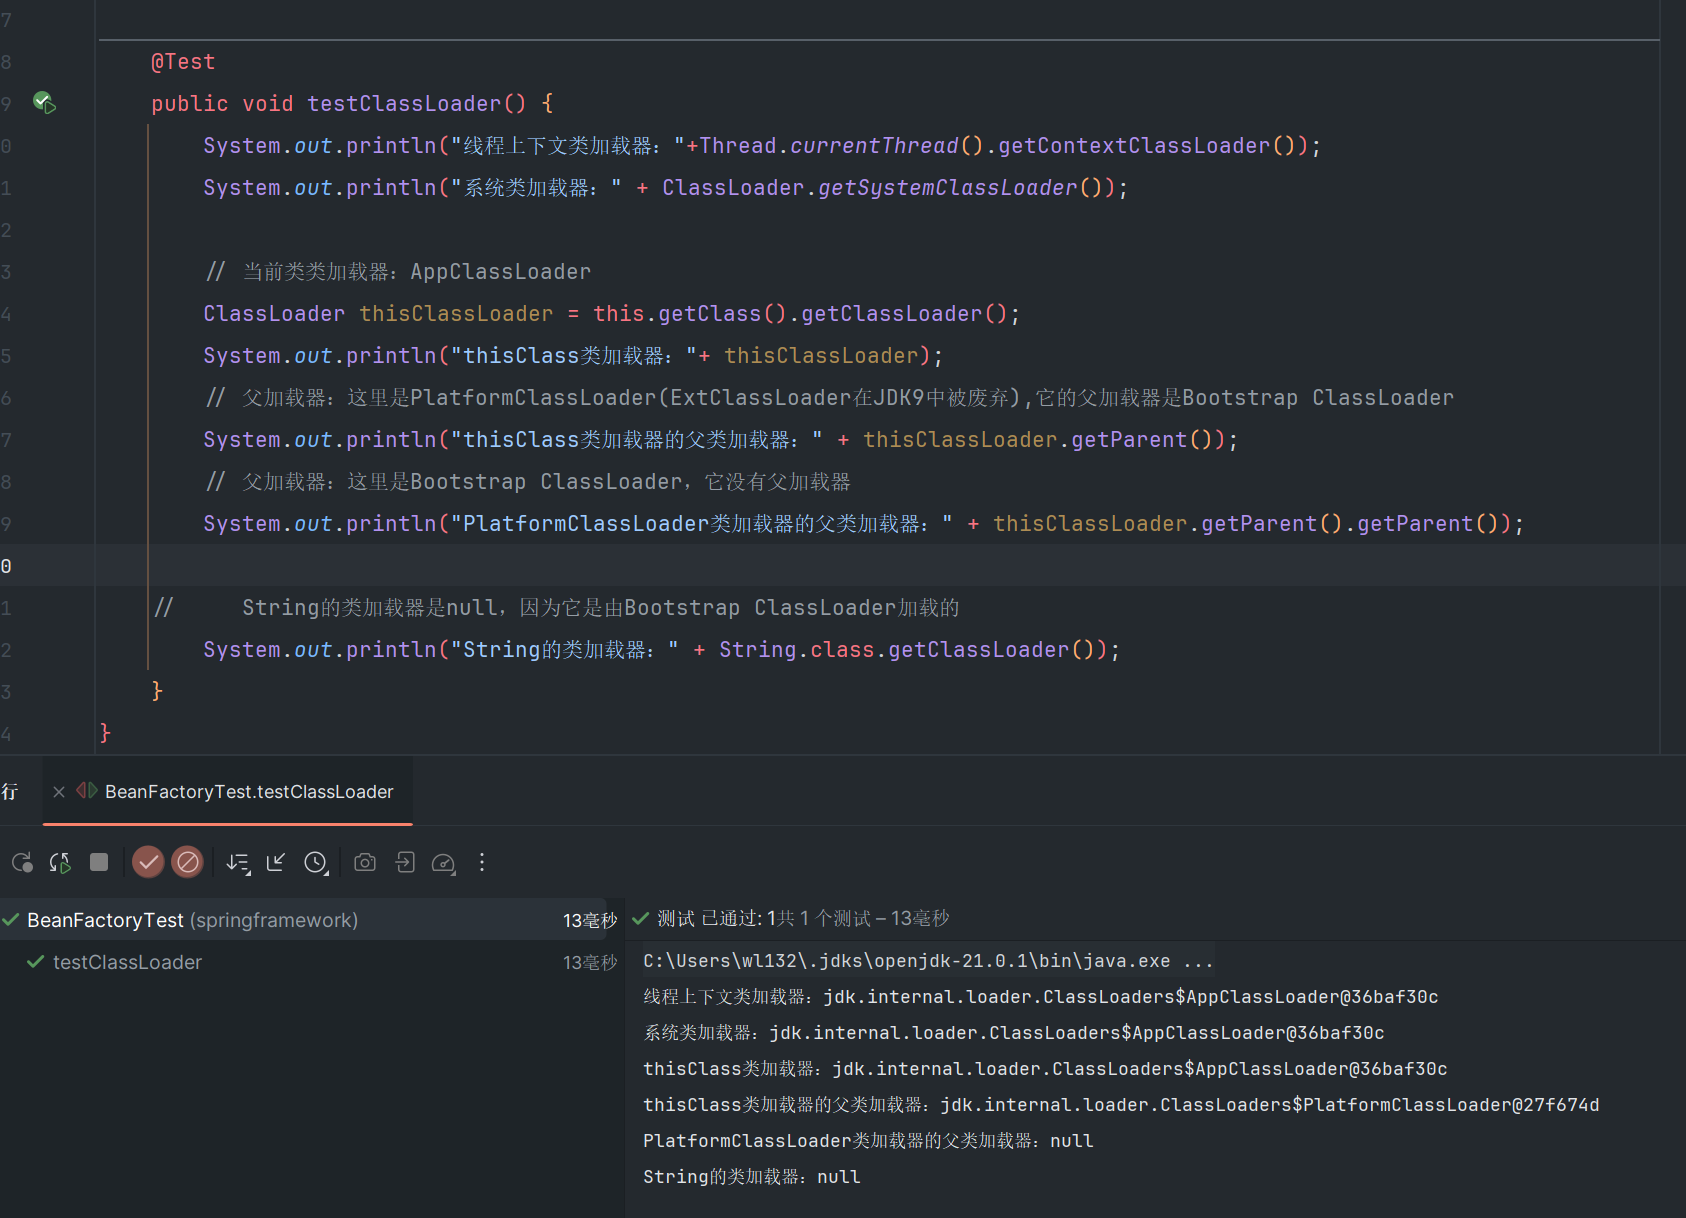 7
8 @Test
9 public void testClassLoader() {
0 System.out.println("线程上下文类加载器："+Thread.currentThread().getContextClassLoader());
1 System.out.println("系统类加载器：" + ClassLoader.getSystemClassLoader());
2
3 // 当前类类加载器：AppClassLoader
4 ClassLoader thisClassLoader = this.getClass().getClassLoader();
5 System.out.println("thisClass类加载器："+ thisClassLoader);
6 // 父加载器：这里是PlatformClassLoader(ExtClassLoader在JDK9中被废弃),它的父加载器是Bootstrap ClassLoader
7 System.out.println("thisClass类加载器的父类加载器：" + thisClassLoader.getParent());
8 // 父加载器：这里是Bootstrap ClassLoader，它没有父加载器
9 System.out.println("PlatformClassLoader类加载器的父类加载器：" + thisClassLoader.getParent().getParent());
0
1 // String的类加载器是null，因为它是由Bootstrap ClassLoader加载的
2 System.out.println("String的类加载器：" + String.class.getClassLoader());
3 }
4 }
行 BeanFactoryTest.testClassLoader
BeanFactoryTest (springframework) 13毫秒
testClassLoader 13毫秒
测试 已通过: 1共 1 个测试 – 13毫秒
C:\Users\wl132\.jdks\openjdk-21.0.1\bin\java.exe ...
线程上下文类加载器：jdk.internal.loader.ClassLoaders$AppClassLoader@36baf30c
系统类加载器：jdk.internal.loader.ClassLoaders$AppClassLoader@36baf30c
thisClass类加载器：jdk.internal.loader.ClassLoaders$AppClassLoader@36baf30c
thisClass类加载器的父类加载器：jdk.internal.loader.ClassLoaders$PlatformClassLoader@27f674d
PlatformClassLoader类加载器的父类加载器：null
String的类加载器：null